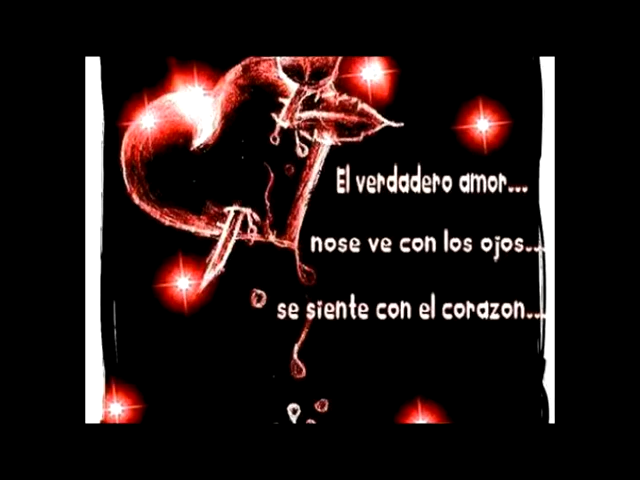 El verdadero amor...
nose ve con los ojos...
se siente con el corazon...